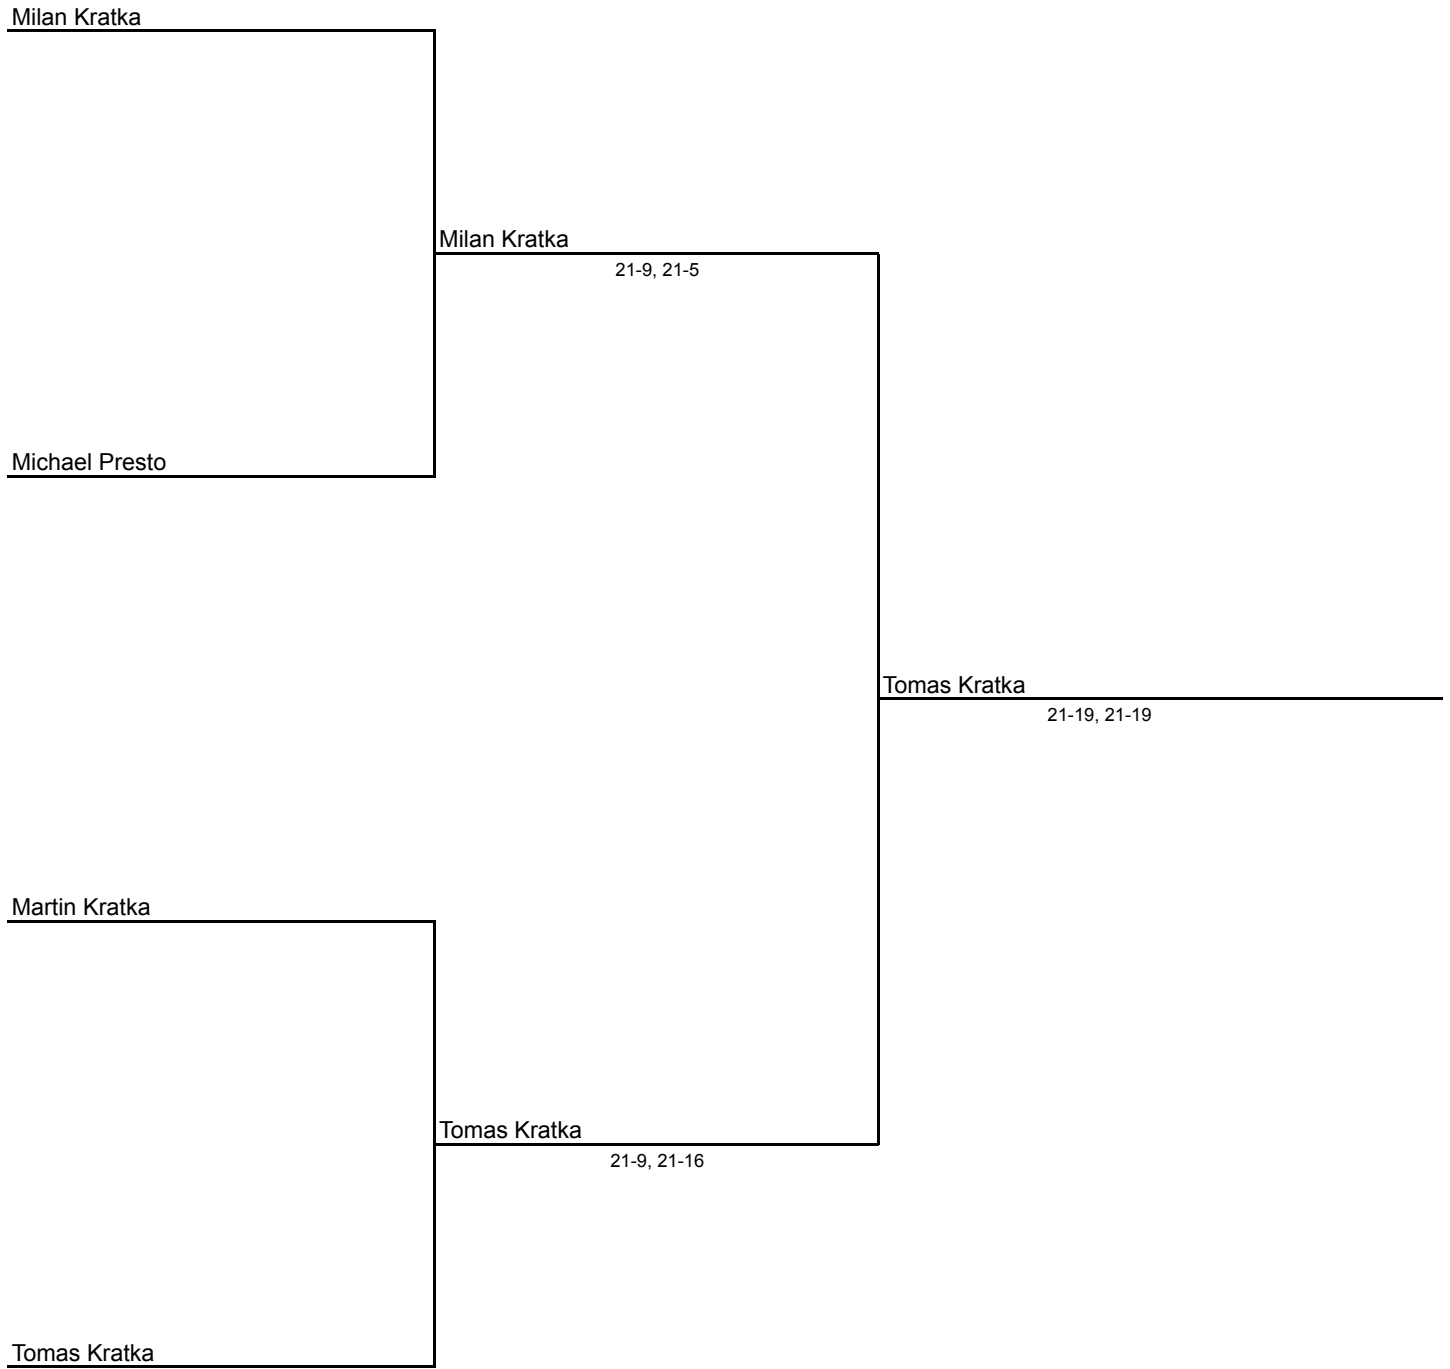 Milan Kratka
Milan Kratka
21-9, 21-5
Michael Presto
Tomas Kratka
21-19, 21-19
Martin Kratka
Tomas Kratka
21-9, 21-16
Tomas Kratka